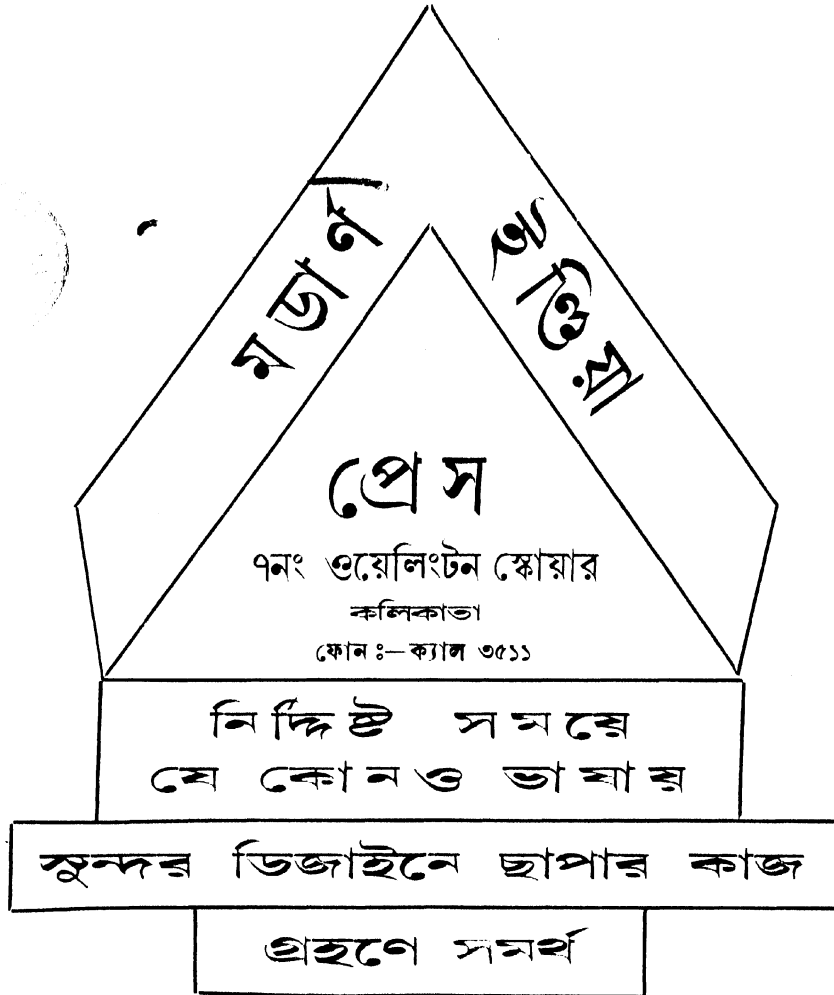 মডার্ণ
ইণ্ডিয়া
প্রেস
৭নং ওয়েলিংটন স্কোয়ার
কলিকাতা
ফোন ঃ— ক্যাল ৩৫১১
নির্দ্দিষ্ট সময়ে
যে কোনও ভাষায়
সুন্দর ডিজাইনে ছাপার কাজ
গ্রহণে সমর্থ